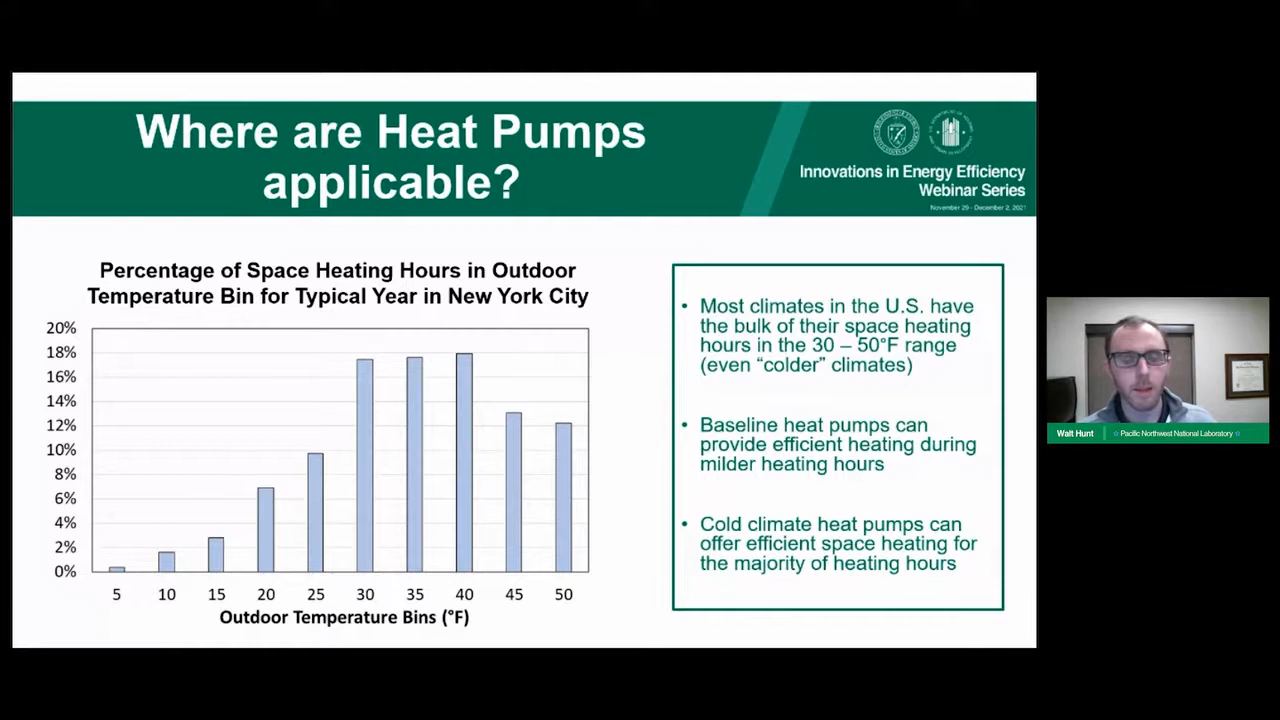 Where are Heat Pumps
applicable?
Innovations in Energy Efficiency
Webinar Series
November 29 - December 2, 2021
Percentage of Space Heating Hours in Outdoor
Temperature Bin for Typical Year in New York City
20%
18%
16%
14%
12%
10%
8%
6%
4%
2%
0%
5 10 15 20 25 30 35 40 45 50
Outdoor Temperature Bins (°F)
• Most climates in the U.S. have
the bulk of their space heating
hours in the 30 – 50°F range
(even “colder” climates)
• Baseline heat pumps can
provide efficient heating during
milder heating hours
• Cold climate heat pumps can
offer efficient space heating for
the majority of heating hours
Walt Hunt | Pacific Northwest National Laboratory